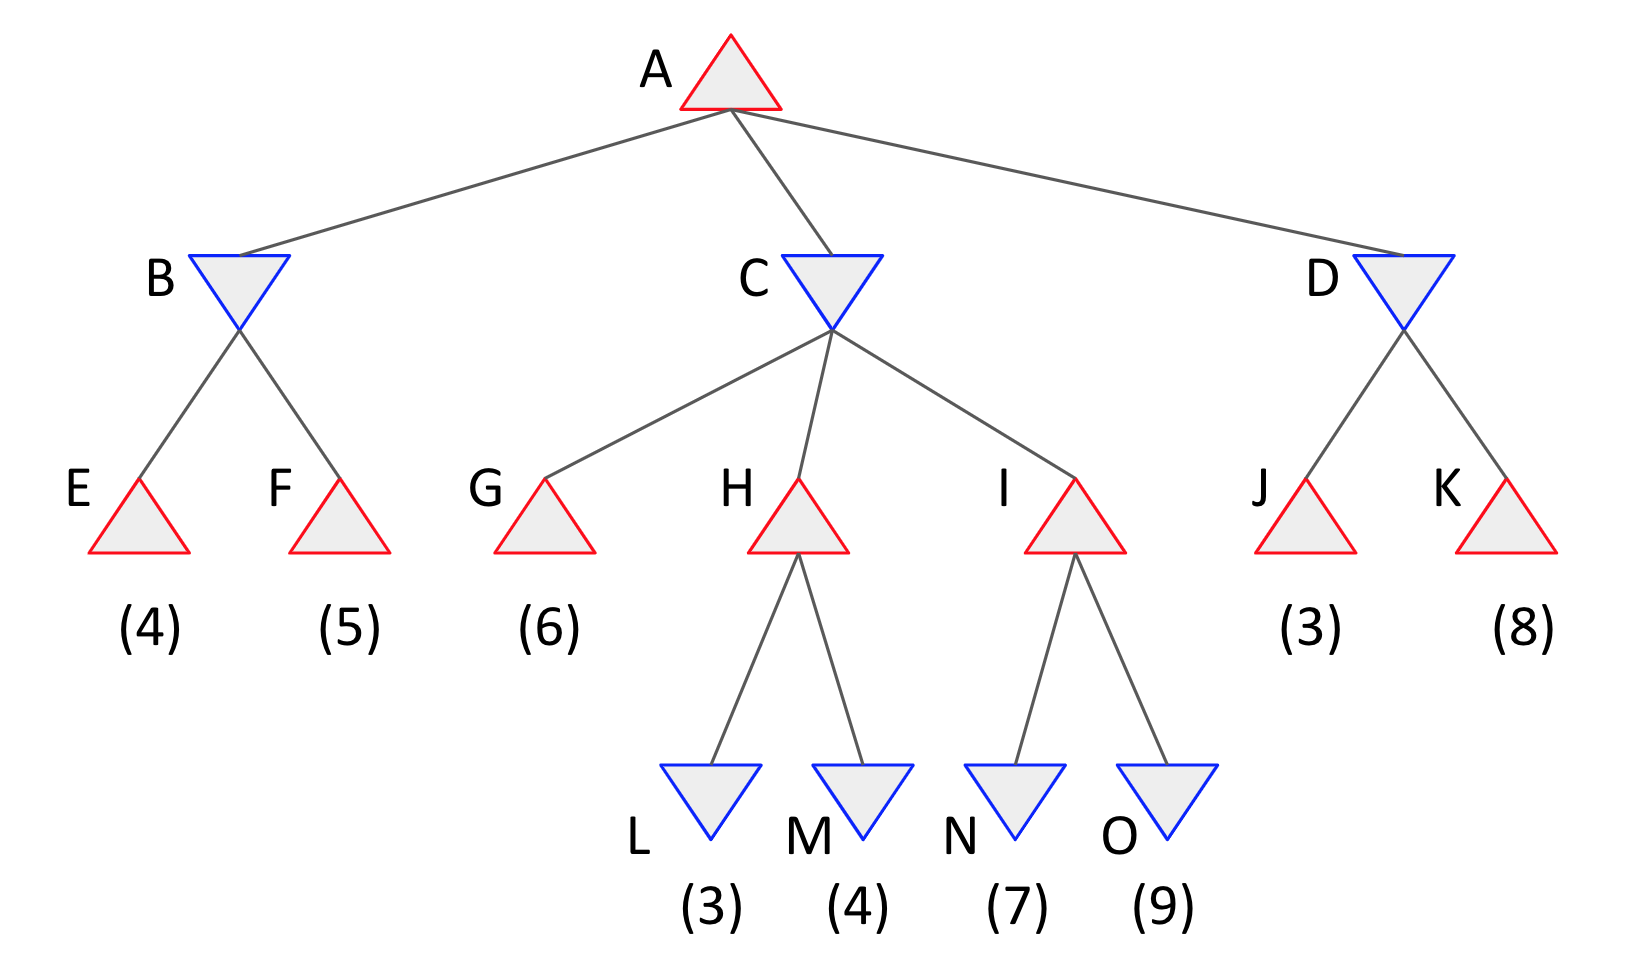 A
B C D
E F G H I J K
(4) (5) (6) (3) (8)
L M N O
(3) (4) (7) (9)